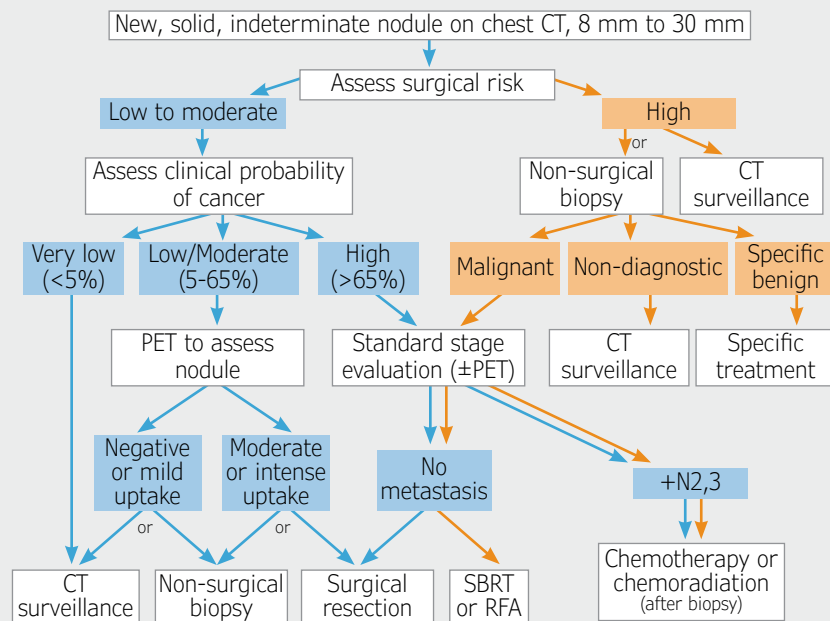 New, solid, indeterminate nodule on chest CT, 8 mm to 30 mm
Assess surgical risk
Low to moderate
High
or
Assess clinical probability
of cancer
Non-surgical
biopsy
CT
surveillance
Very low
(<5%)
Low/Moderate
(5-65%)
High
(>65%)
Malignant
Non-diagnostic
Specific
benign
PET to assess
nodule
Standard stage
evaluation (±PET)
CT
surveillance
Specific
treatment
Negative
or mild
uptake
Moderate
or intense
uptake
No
metastasis
+N2,3
or
or
CT
surveillance
Non-surgical
biopsy
Surgical
resection
SBRT
or RFA
Chemotherapy or
chemoradiation
(after biopsy)